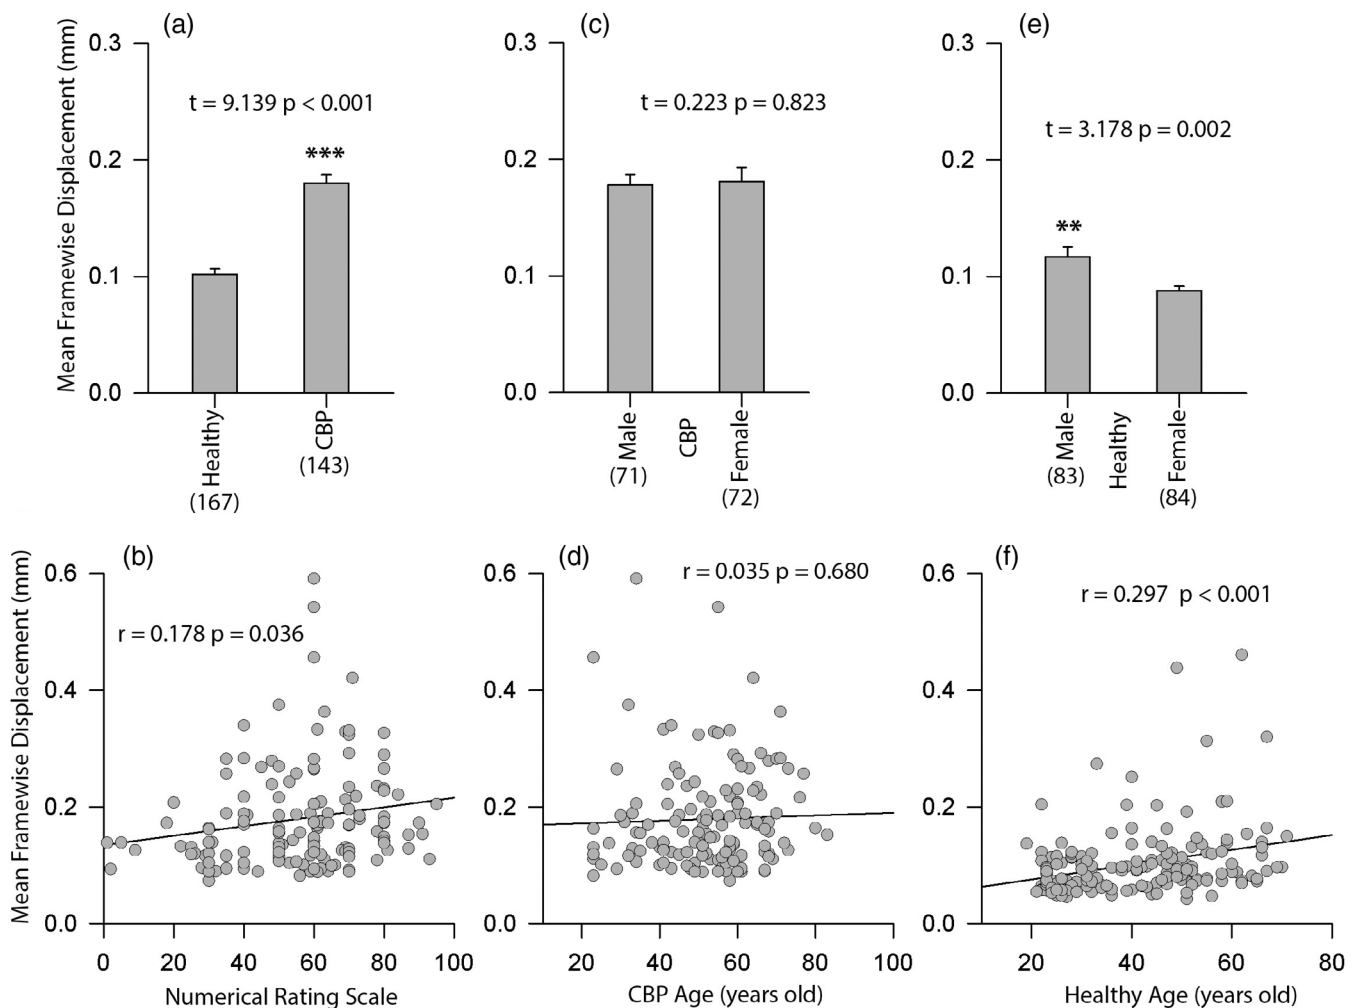 (a)
Mean Framewise Displacement (mm)
0.3
0.2
0.1
0.0
t = 9.139 p < 0.001
***
Healthy
(167)
CBP
(143)
(c)
0.3
0.2
0.1
0.0
t = 0.223 p = 0.823
Male
(71)
CBP
Female
(72)
(e)
0.3
0.2
0.1
0.0
t = 3.178 p = 0.002
**
Male
(83)
Healthy
Female
(84)
(b)
Mean Framewise Displacement (mm)
0.6
0.4
0.2
0.0
r = 0.178 p = 0.036
0 20 40 60 80 100
Numerical Rating Scale
(d)
0.6
0.4
0.2
0.0
r = 0.035 p = 0.680
20 40 60 80 100
CBP Age (years old)
(f)
0.6
0.4
0.2
0.0
r = 0.297 p < 0.001
20 40 60 80
Healthy Age (years old)